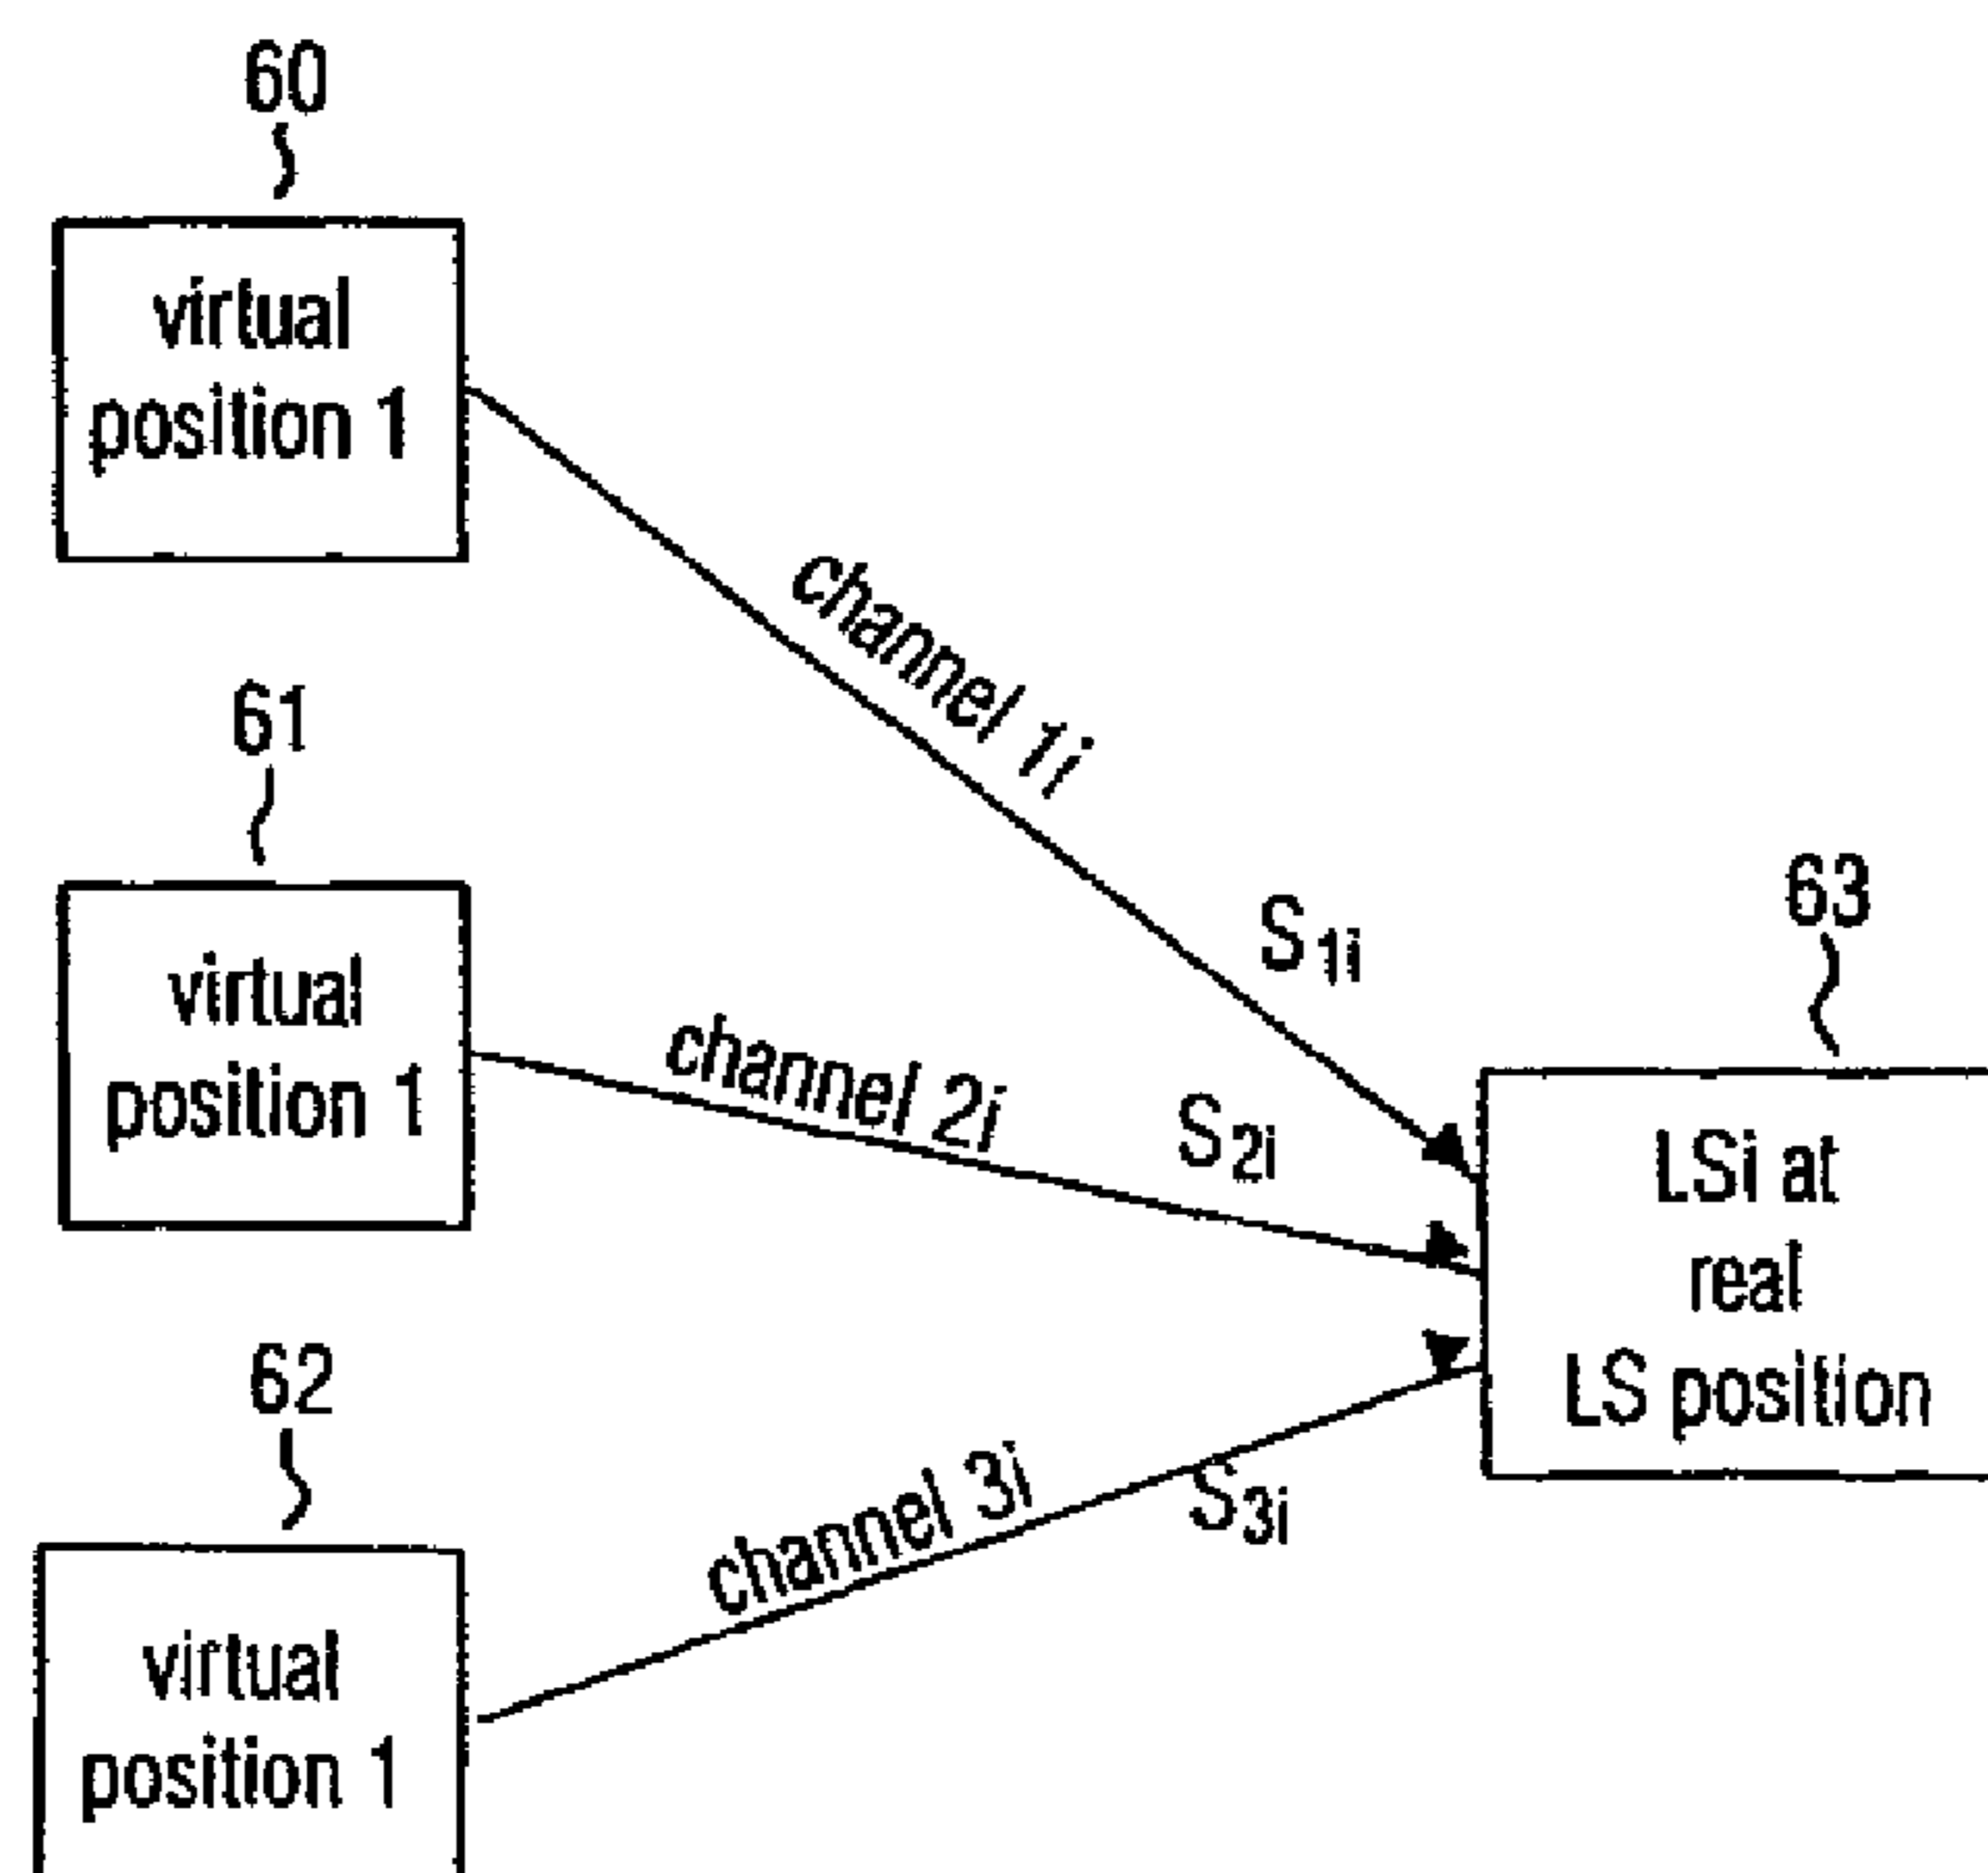 60
virtual
position 1
channel 1i
61
S1i
63
virtual
position 1
channel 2i
S2i
LSi at
real
LS position
62
channel 3i
S3i
virtual
position 1